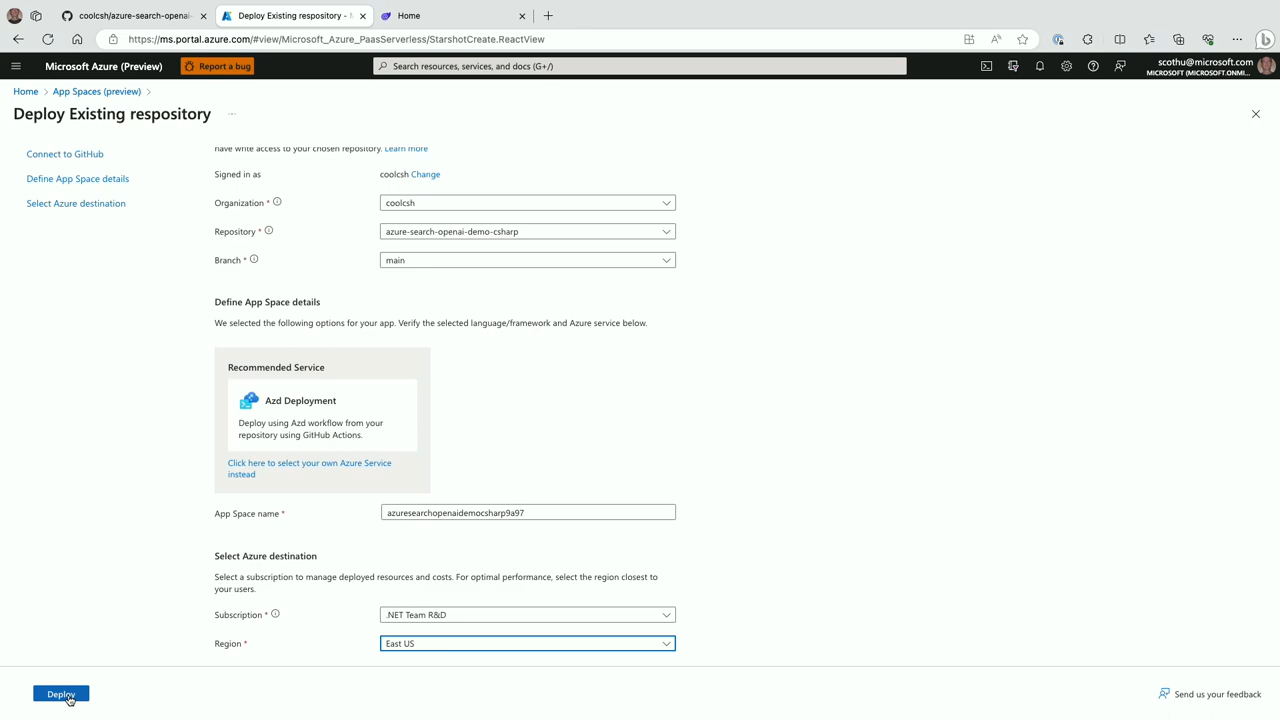 coolcsh/azure-search-openai-
Deploy Existing respository - M
Home
https://ms.portal.azure.com/#view/Microsoft_Azure_PaasServerless/StarshotCreate.ReactView
Microsoft Azure (Preview)
Report a bug
Search resources, services, and docs (G+/)
scothu@microsoft.com
MICROSOFT (MICROSOFT.ONMI...
Home > App Spaces (preview) >
Deploy Existing respository ...
Connect to GitHub
Define App Space details
Select Azure destination
have write access to your chosen repository. Learn more
Signed in as coolcsh Change
Organization * coolcsh
Repository * azure-search-openai-demo-csharp
Branch * main
Define App Space details
We selected the following options for your app. Verify the selected language/framework and Azure service below.
Recommended Service
Azd Deployment
Deploy using Azd workflow from your
repository using GitHub Actions.
Click here to select your own Azure Service
instead
App Space name * azuresearchopenaidemocsharp9a97
Select Azure destination
Select a subscription to manage deployed resources and costs. For optimal performance, select the region closest to
your users.
Subscription * .NET Team R&D
Region * East US
Deploy
Send us your feedback